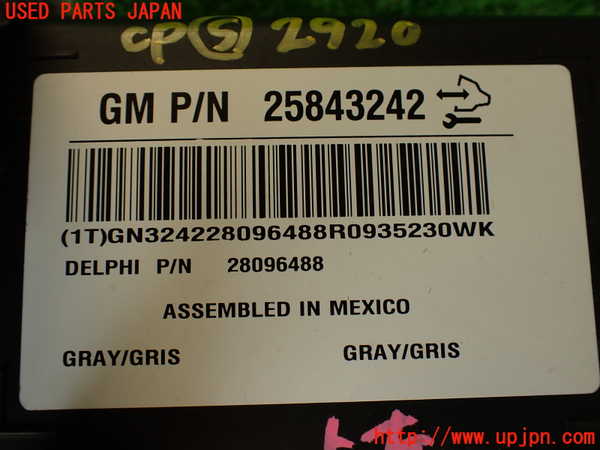 USED PARTS JAPAN
CP(S) 2920
GM P/N 25843242
(1T)GN324228096488R0935230WK
DELPHI P/N 28096488
ASSEMBLED IN MEXICO
GRAY/GRIS GRAY/GRIS
http://www.upjpn.com/